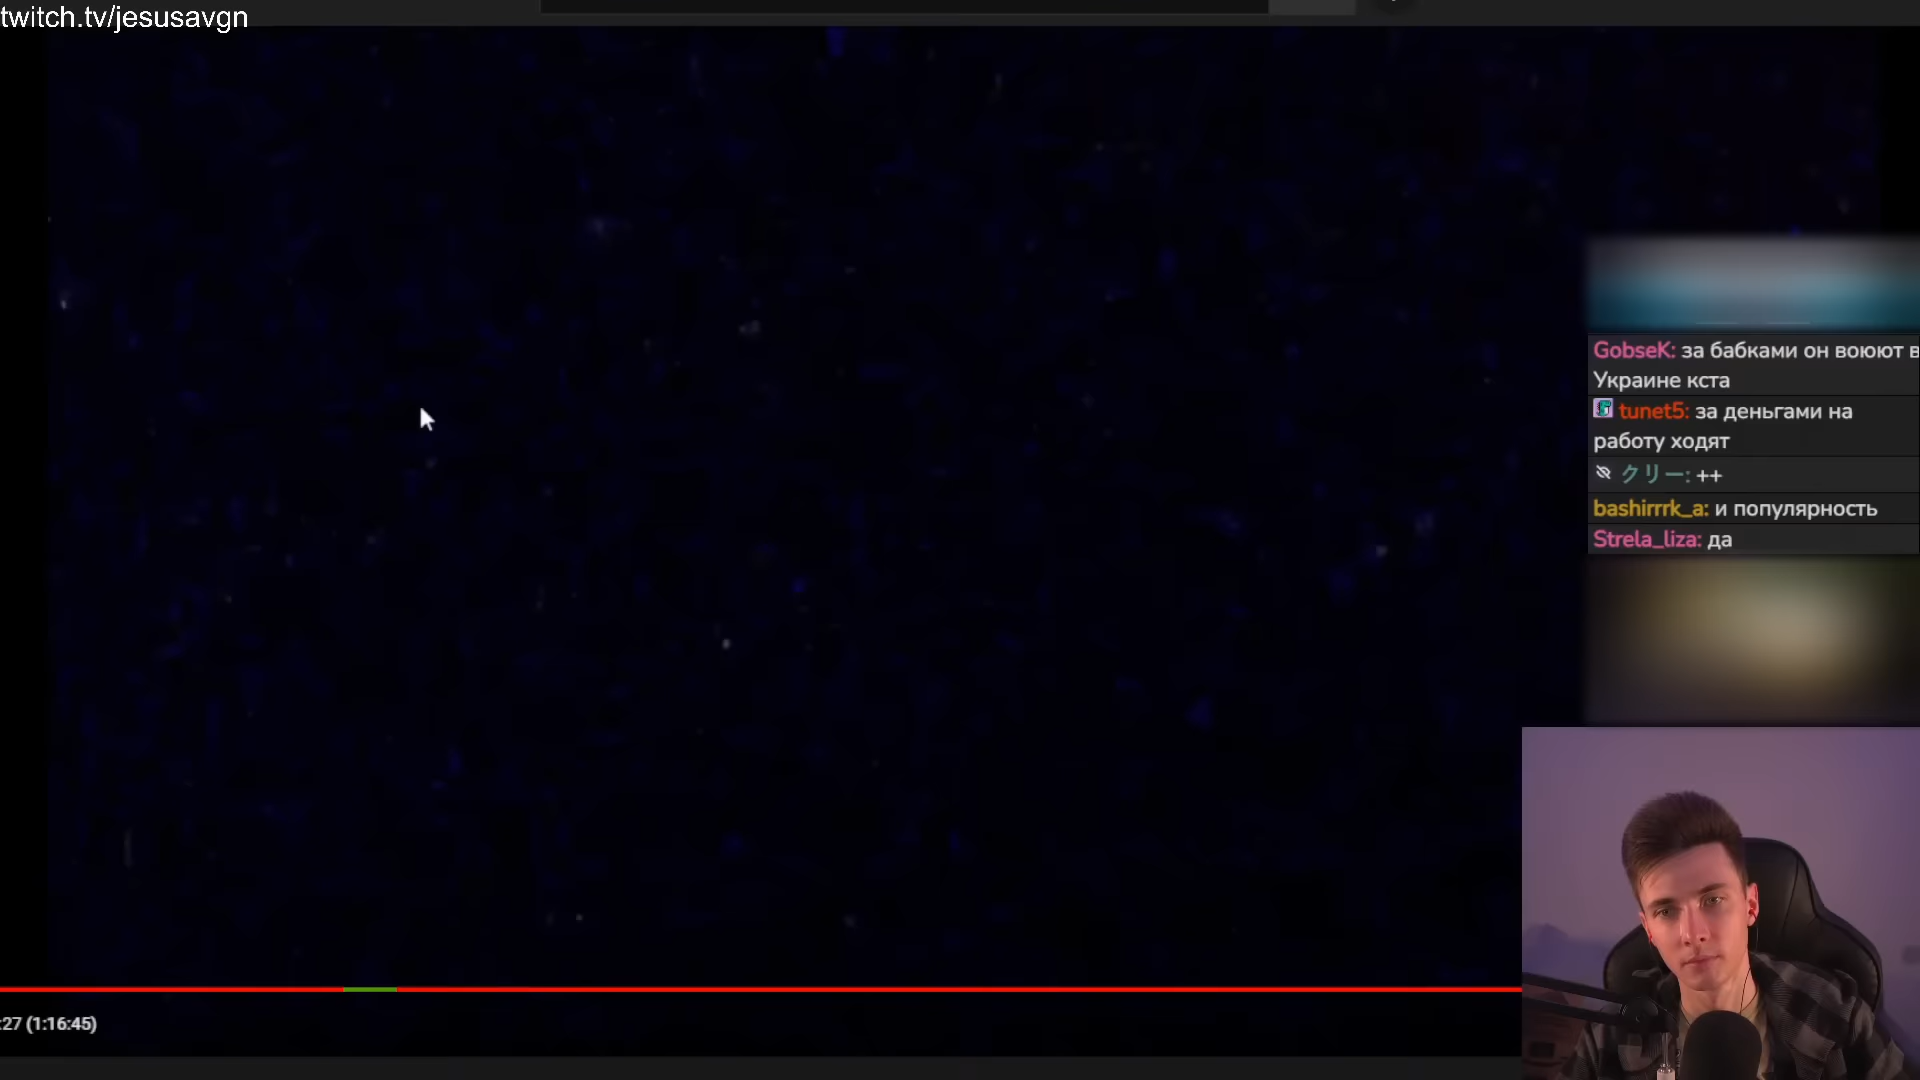 twitch.tv/jesusavgn
GobseK: за бабками он воюют в
Украине кста
tunet5: за деньгами на
работу ходят
クリー: ++
bashirrrk_a: и популярность
Strela_liza: да
:27 (1:16:45)